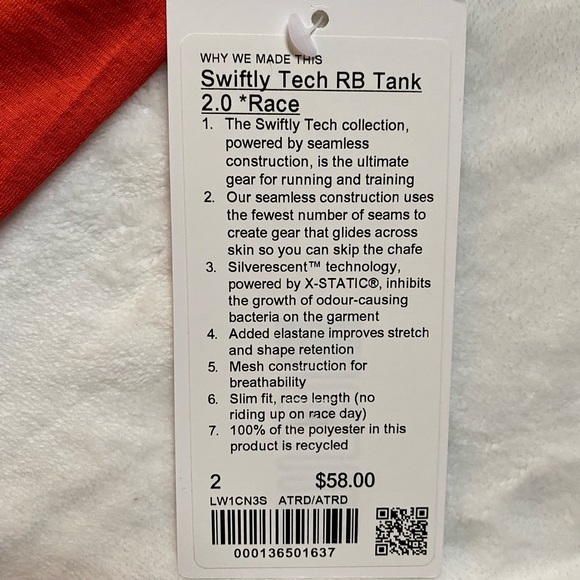 WHY WE MADE THIS
Swiftly Tech RB Tank
2.0 *Race
1. The Swiftly Tech collection,
powered by seamless
construction, is the ultimate
gear for running and training
2. Our seamless construction uses
the fewest number of seams to
create gear that glides across
skin so you can skip the chafe
3. Silverescent™ technology,
powered by X-STATIC®, inhibits
the growth of odour-causing
bacteria on the garment
4. Added elastane improves stretch
and shape retention
5. Mesh construction for
breathability
6. Slim fit, race length (no
riding up on race day)
7. 100% of the polyester in this
product is recycled
2 $58.00
LW1CN3S ATRD/ATRD
000136501637